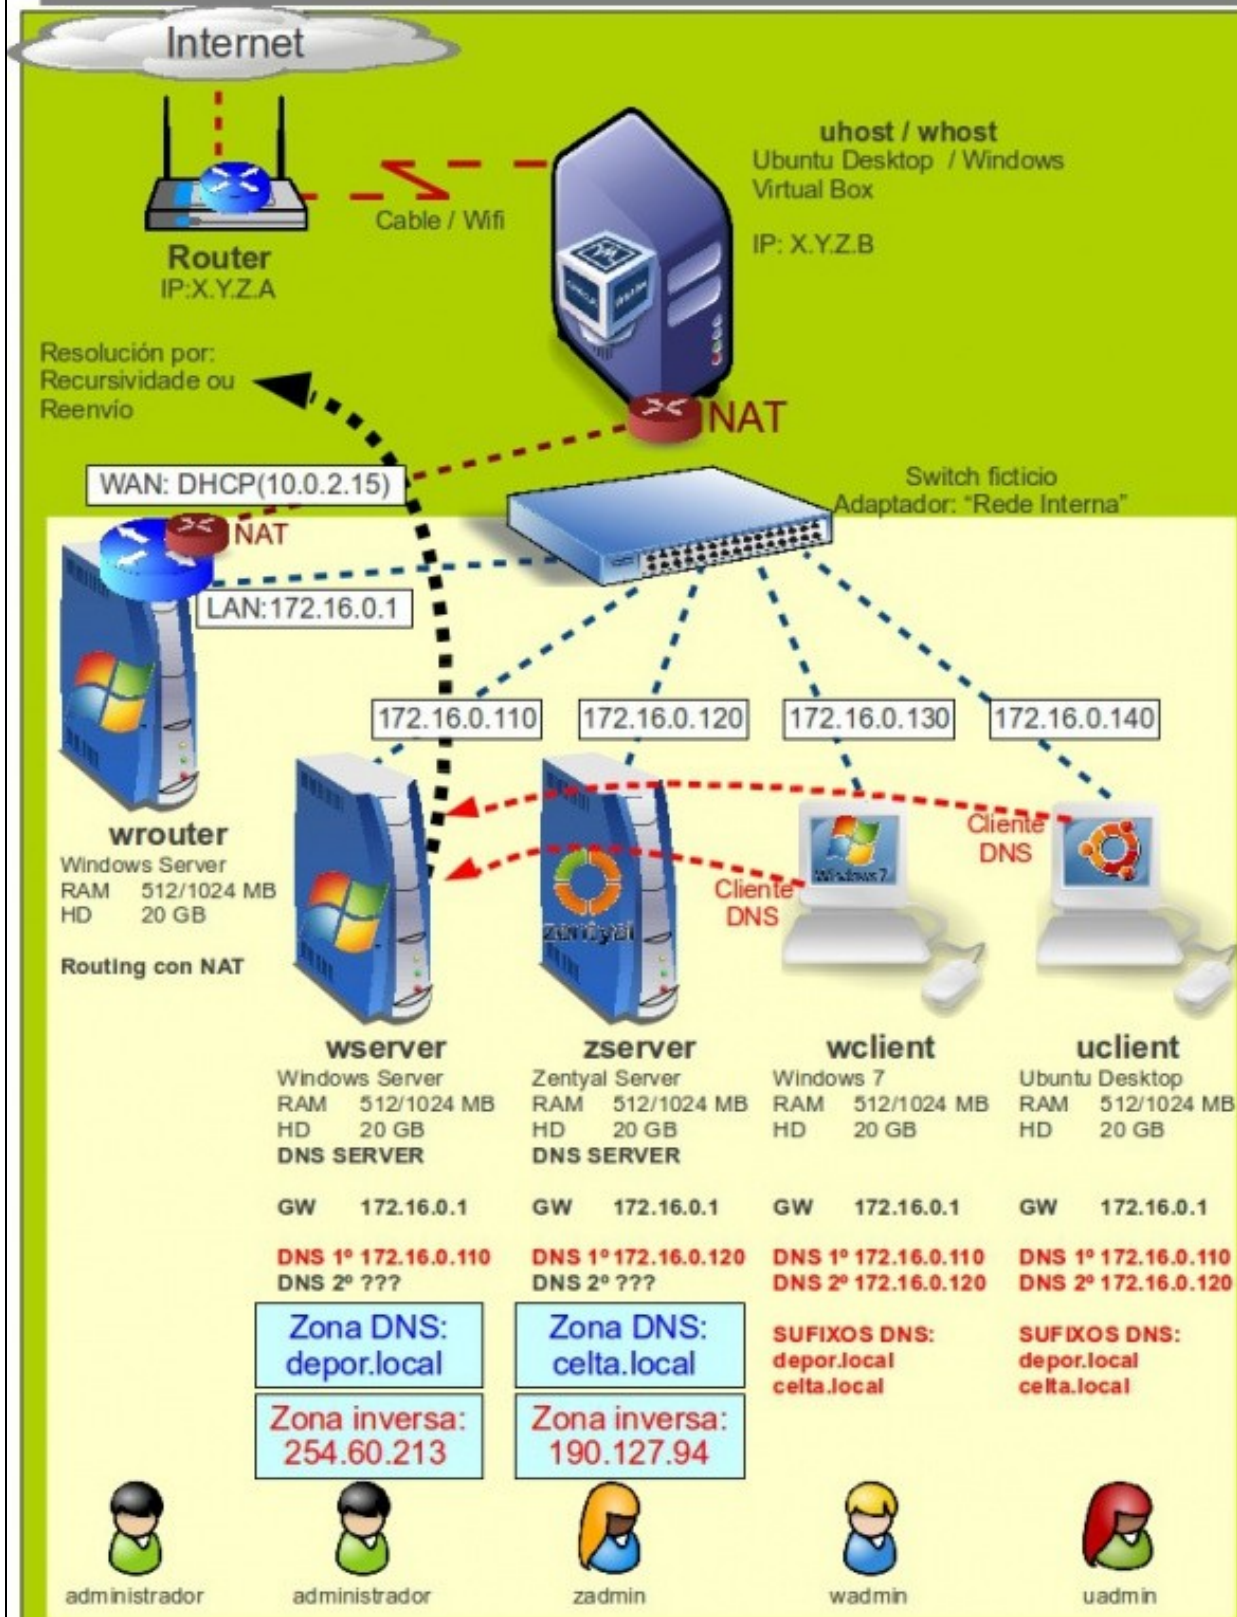 Internet
uhost / whost
Ubuntu Desktop / Windows
Virtual Box
IP: X.Y.Z.B
Cable / Wifi
Router
IP:X.Y.Z.A
Resolución por:
Recursividade ou
Reenvío
NAT
WAN: DHCP(10.0.2.15)
Switch ficticio
Adaptador: “Rede Interna”
NAT
LAN:172.16.0.1
172.16.0.110
172.16.0.120
172.16.0.130
172.16.0.140
wrouter
Windows Server
RAM 512/1024 MB
HD 20 GB
Routing con NAT
Cliente
DNS
Cliente
DNS
Windows 7
zentyal
wserver
Windows Server
RAM 512/1024 MB
HD 20 GB
DNS SERVER
GW 172.16.0.1
DNS 1º 172.16.0.110
DNS 2º ???
Zona DNS:
depor.local
Zona inversa:
254.60.213
zserver
Zentyal Server
RAM 512/1024 MB
HD 20 GB
DNS SERVER
GW 172.16.0.1
DNS 1º 172.16.0.120
DNS 2º ???
Zona DNS:
celta.local
Zona inversa:
190.127.94
wclient
Windows 7
RAM 512/1024 MB
HD 20 GB
GW 172.16.0.1
DNS 1º 172.16.0.110
DNS 2º 172.16.0.120
SUFIXOS DNS:
depor.local
celta.local
uclient
Ubuntu Desktop
RAM 512/1024 MB
HD 20 GB
GW 172.16.0.1
DNS 1º 172.16.0.110
DNS 2º 172.16.0.120
SUFIXOS DNS:
depor.local
celta.local
administrador
administrador
zadmin
wadmin
uadmin